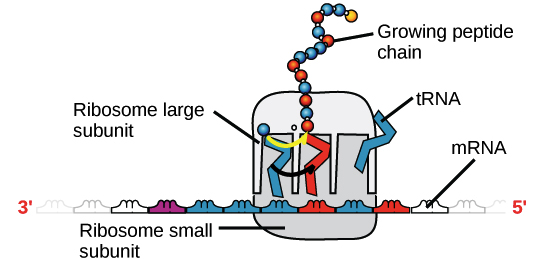 Growing peptide
chain
tRNA
Ribosome large
subunit
mRNA
3'
5'
Ribosome small
subunit